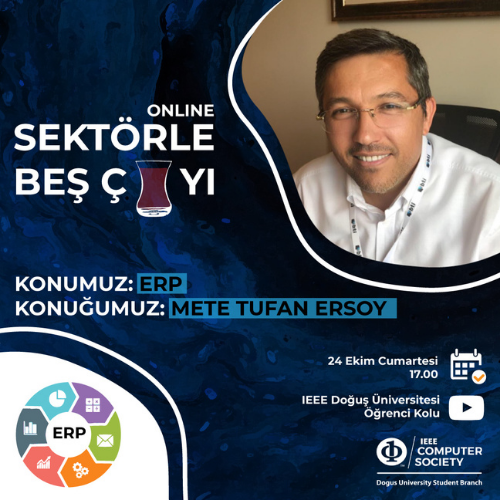 ONLINE
SEKTÖRLE
BEŞ Ç YI
KONUMUZ: ERP
KONUĞUMUZ: METE TUFAN ERSOY
24 Ekim Cumartesi
17.00
IEEE Doğuş Üniversitesi
Öğrenci Kolu
ERP
IEEE
COMPUTER
SOCIETY
Dogus University Student Branch